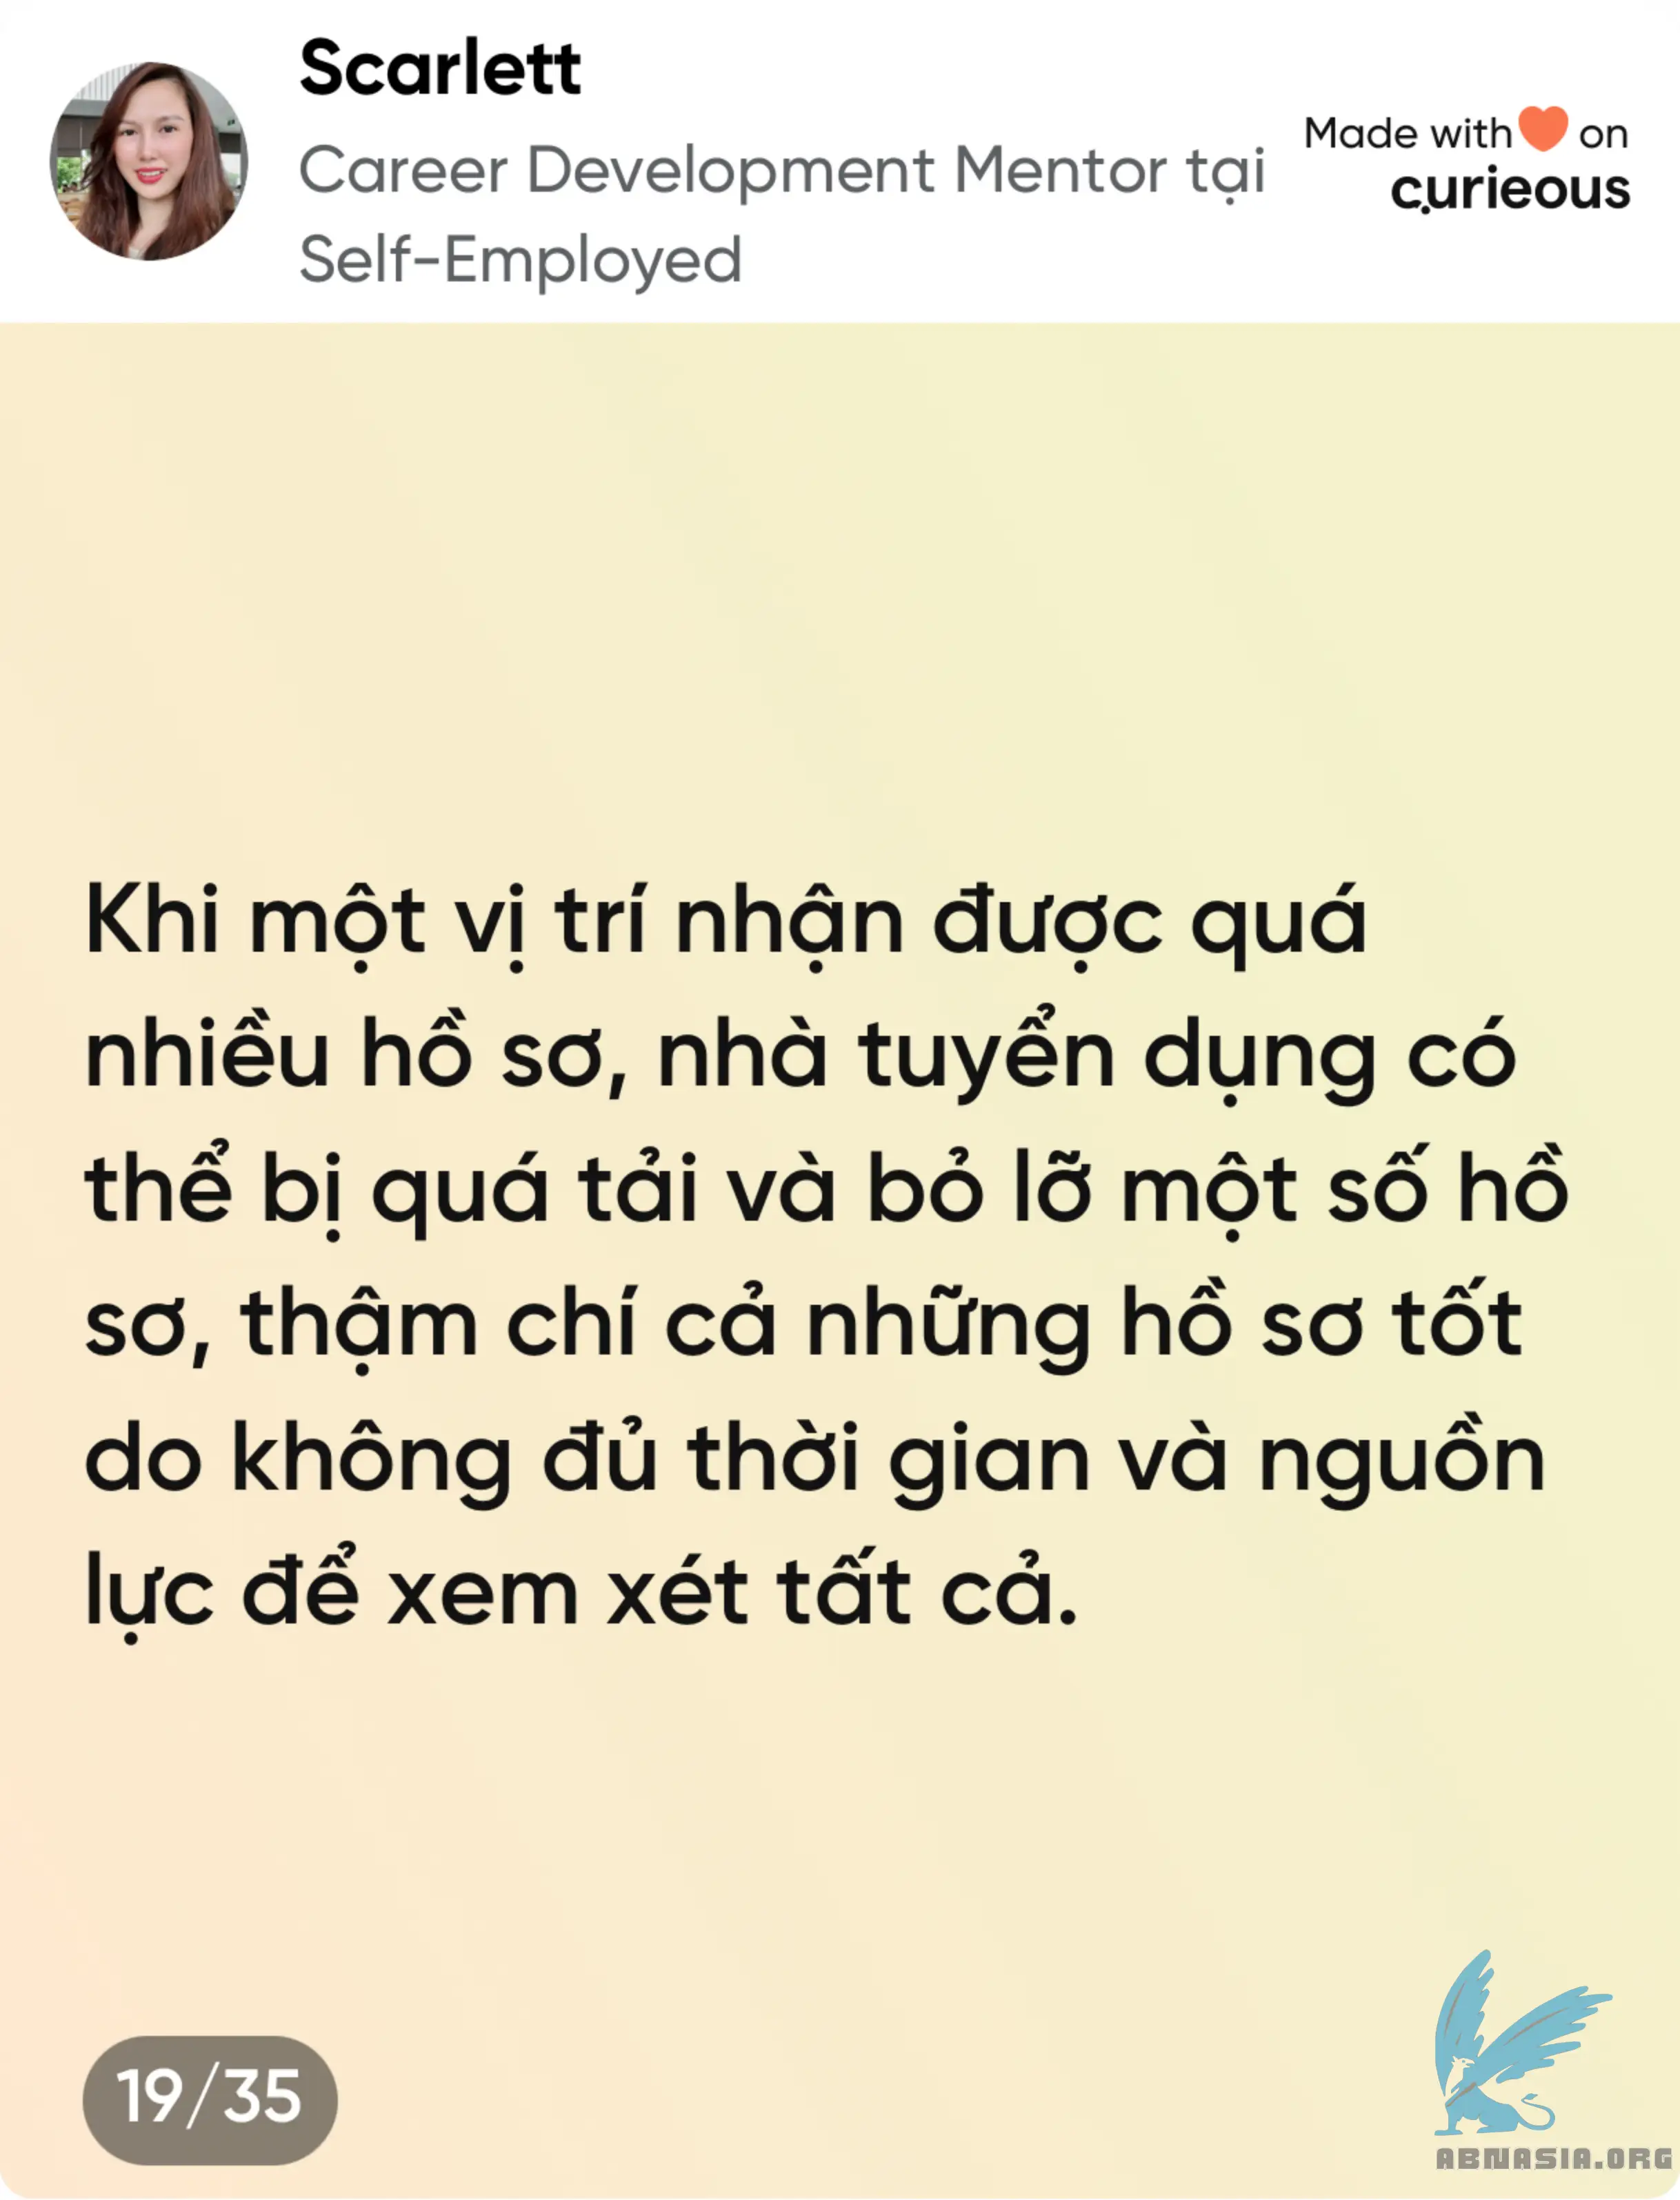 Scarlett
Career Development Mentor tại
Self-Employed
Made with on
curieous
Khi một vị trí nhận được quá
nhiều hồ sơ, nhà tuyển dụng có
thể bị quá tải và bỏ lỡ một số hồ
sơ, thậm chí cả những hồ sơ tốt
do không đủ thời gian và nguồn
lực để xem xét tất cả.
19/35
ABNASIA.ORG